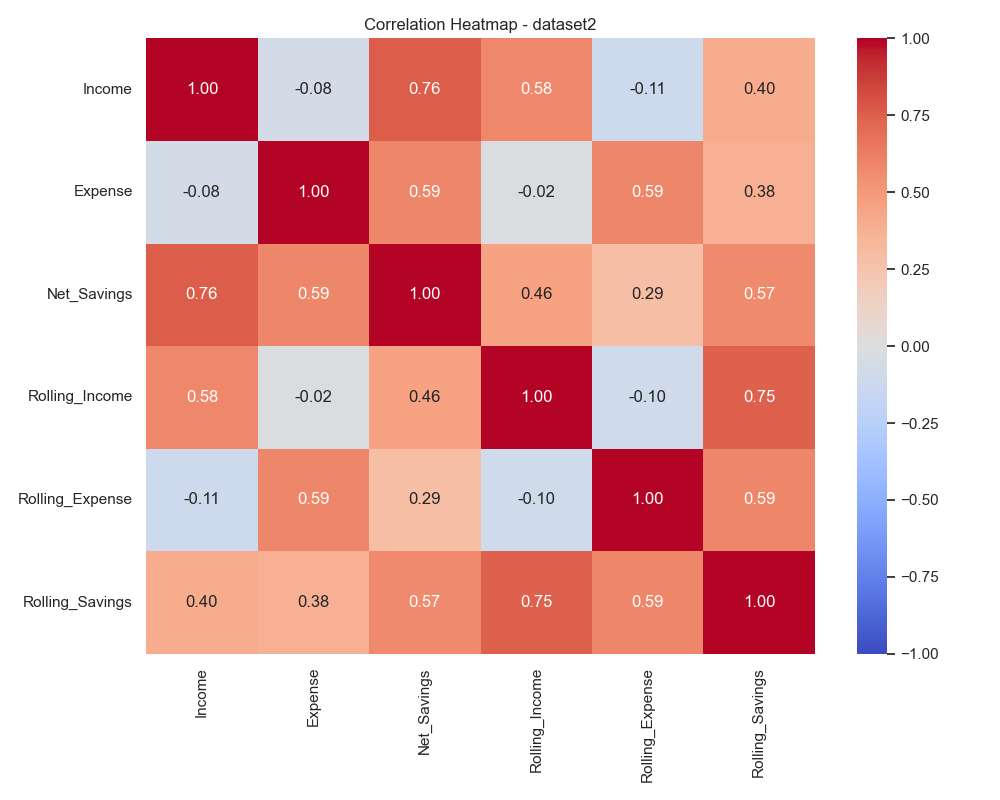 Correlation Heatmap - dataset2
Income 1.00 -0.08 0.76 0.58 -0.11 0.40
Expense -0.08 1.00 0.59 -0.02 0.59 0.38
Net_Savings 0.76 0.59 1.00 0.46 0.29 0.57
Rolling_Income 0.58 -0.02 0.46 1.00 -0.10 0.75
Rolling_Expense -0.11 0.59 0.29 -0.10 1.00 0.59
Rolling_Savings 0.40 0.38 0.57 0.75 0.59 1.00
Income
Expense
Net_Savings
Rolling_Income
Rolling_Expense
Rolling_Savings
1.00
0.75
0.50
0.25
0.00
−0.25
−0.50
−0.75
−1.00